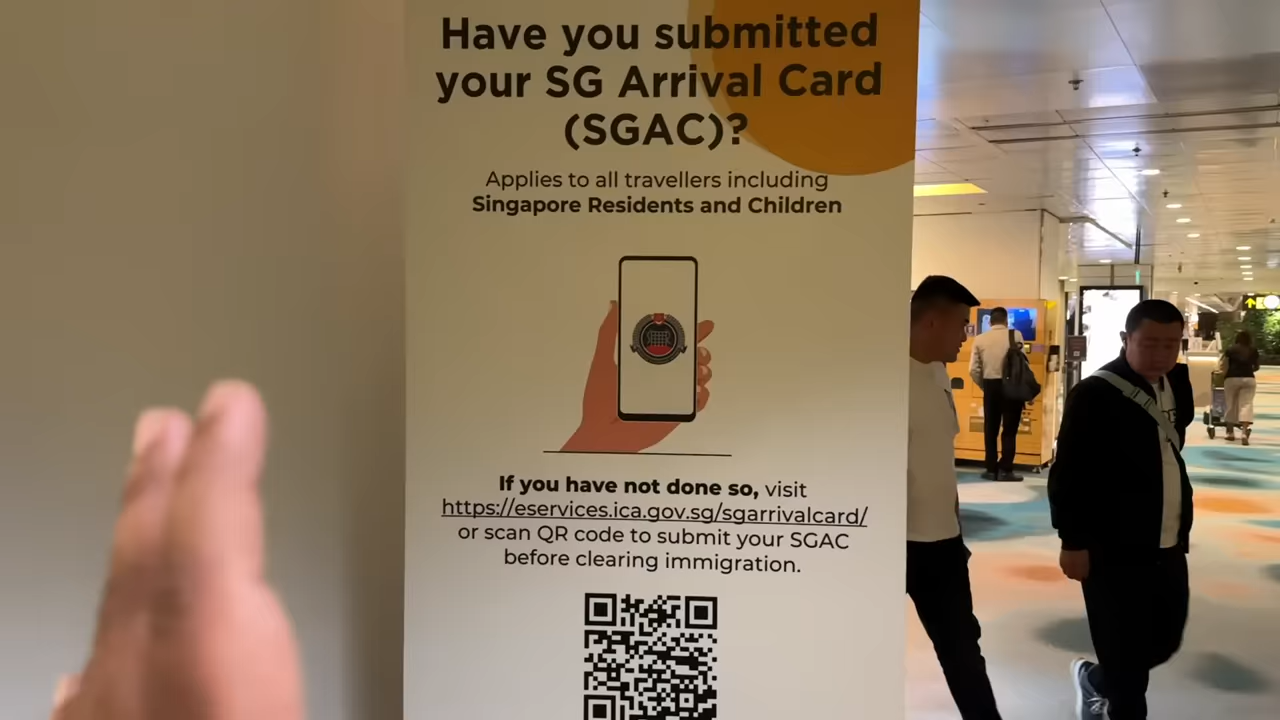 Have you submitted
your SG Arrival Card
(SGAC)?
Applies to all travellers including
Singapore Residents and Children
If you have not done so, visit
https://eservices.ica.gov.sg/sgarrivalcard/
or scan QR code to submit your SGAC
before clearing immigration.